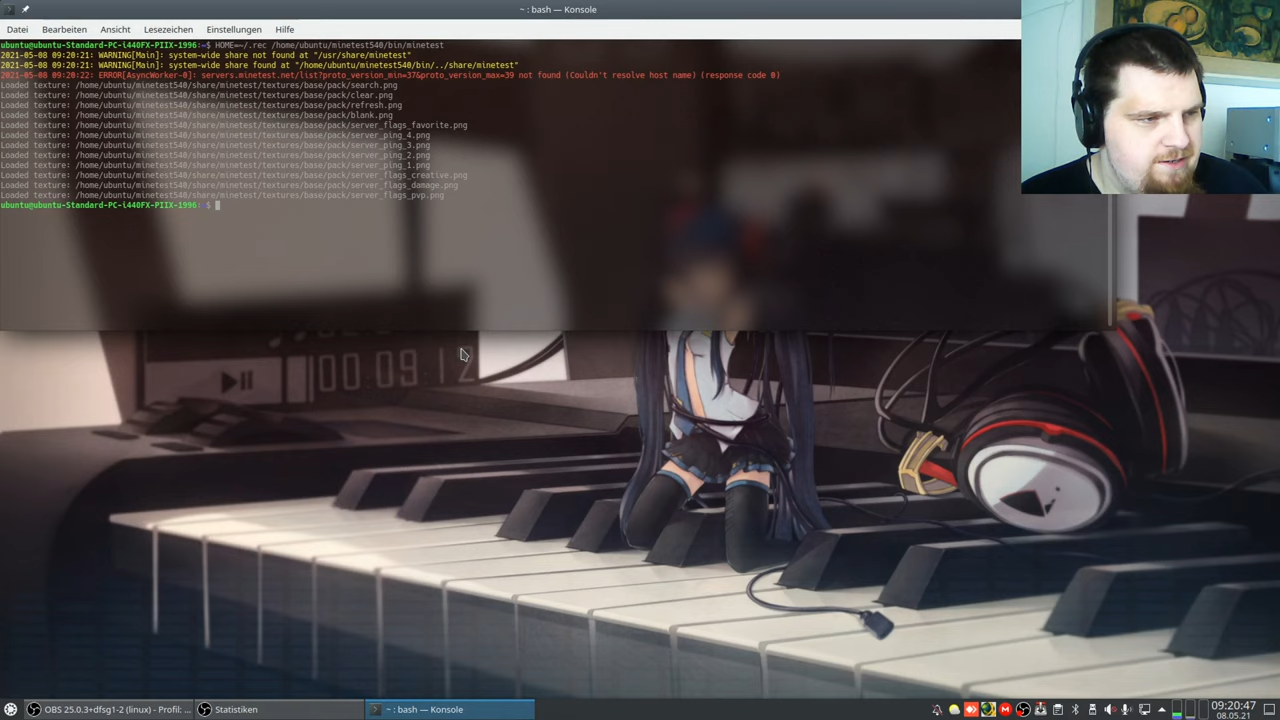 ~ : bash — Konsole
Datei Bearbeiten Ansicht Lesezeichen Einstellungen Hilfe
ubuntu@ubuntu-Standard-PC-i440FX-PIIX-1996:~$ HOME=~/.rec /home/ubuntu/minetest540/bin/minetest
2021-05-08 09:20:21: WARNING[Main]: system-wide share not found at "/usr/share/minetest"
2021-05-08 09:20:21: WARNING[Main]: system-wide share found at "/home/ubuntu/minetest540/bin/../share/minetest"
2021-05-08 09:20:22: ERROR[AsyncWorker-0]: servers.minetest.net/list?proto_version_min=37&proto_version_max=39 not found (Couldn't resolve host name) (response code 0)
Loaded texture: /home/ubuntu/minetest540/share/minetest/textures/base/pack/search.png
Loaded texture: /home/ubuntu/minetest540/share/minetest/textures/base/pack/clear.png
Loaded texture: /home/ubuntu/minetest540/share/minetest/textures/base/pack/refresh.png
Loaded texture: /home/ubuntu/minetest540/share/minetest/textures/base/pack/blank.png
Loaded texture: /home/ubuntu/minetest540/share/minetest/textures/base/pack/server_flags_favorite.png
Loaded texture: /home/ubuntu/minetest540/share/minetest/textures/base/pack/server_ping_4.png
Loaded texture: /home/ubuntu/minetest540/share/minetest/textures/base/pack/server_ping_3.png
Loaded texture: /home/ubuntu/minetest540/share/minetest/textures/base/pack/server_ping_2.png
Loaded texture: /home/ubuntu/minetest540/share/minetest/textures/base/pack/server_ping_1.png
Loaded texture: /home/ubuntu/minetest540/share/minetest/textures/base/pack/server_flags_creative.png
Loaded texture: /home/ubuntu/minetest540/share/minetest/textures/base/pack/server_flags_damage.png
Loaded texture: /home/ubuntu/minetest540/share/minetest/textures/base/pack/server_flags_pvp.png
ubuntu@ubuntu-Standard-PC-i440FX-PIIX-1996:~$
00:09.12
OBS 25.0.3+dfsg1-2 (linux) - Profil: ...
Statistiken
~ : bash — Konsole
09:20:47
08.05.21